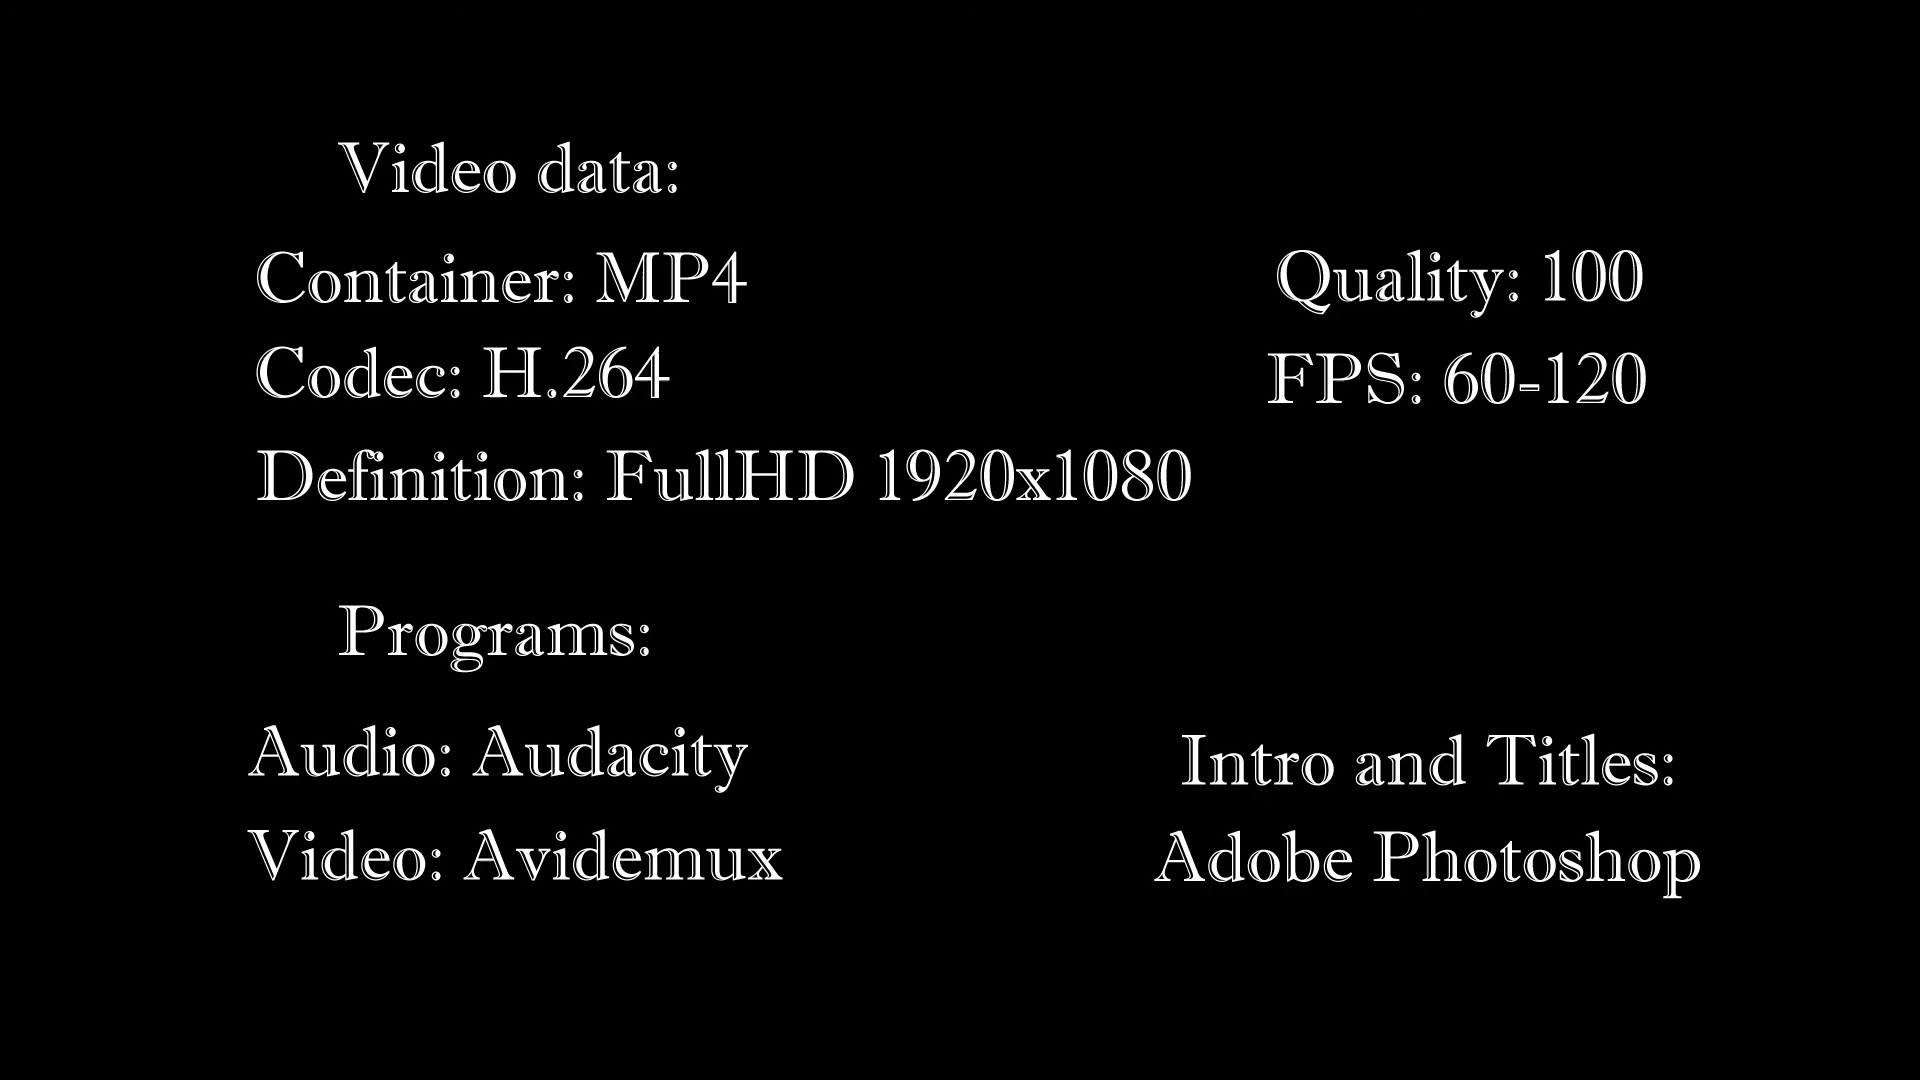 Video data:
Container: MP4
Quality: 100
Codec: H.264
FPS: 60-120
Definition: FullHD 1920x1080
Programs:
Audio: Audacity
Intro and Titles:
Video: Avidemux
Adobe Photoshop